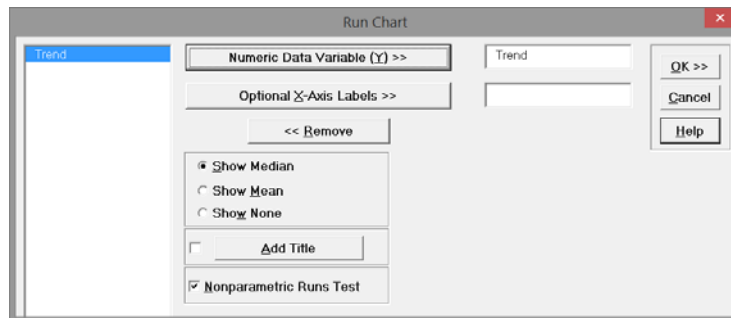 Run Chart
Trend
Numeric Data Variable (Y) >>
Trend
OK >>
Optional X-Axis Labels >>
Cancel
<< Remove
Help
Show Median
Show Mean
Show None
Add Title
Nonparametric Runs Test